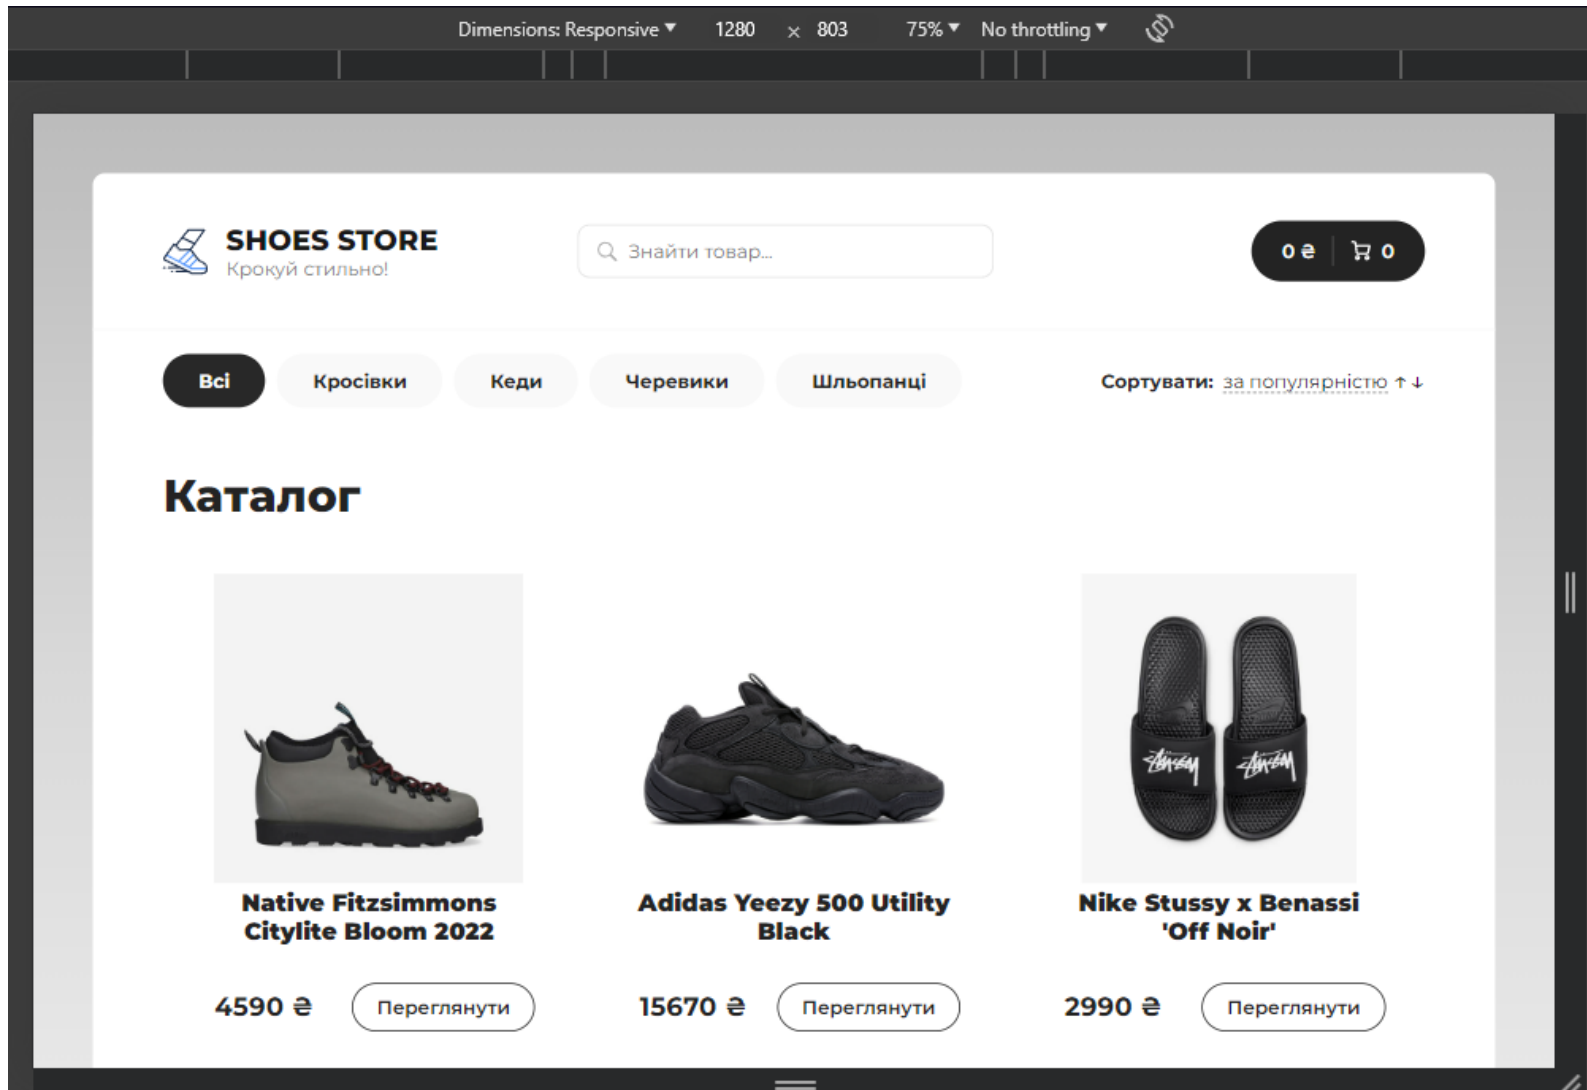 Dimensions: Responsive ▼ 1280 × 803 75% ▼ No throttling ▼
SHOES STORE
Крокуй стильно!
Знайти товар...
0 ₴ 0
Всі Кросівки Кеди Черевики Шльопанці Сортувати: за популярністю ↑ ↓
Каталог
Native Fitzsimmons
Citylite Bloom 2022
4590 ₴ Переглянути
Adidas Yeezy 500 Utility
Black
15670 ₴ Переглянути
STUSSY STUSSY
Nike Stussy x Benassi
'Off Noir'
2990 ₴ Переглянути